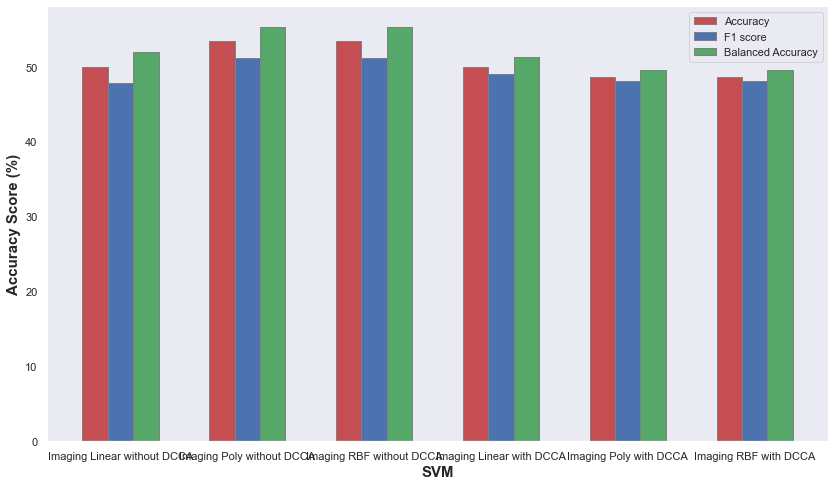 Accuracy
F1 score
Balanced Accuracy
Accuracy Score (%)
50
40
30
20
10
0
Imaging Linear without DCCA
Imaging Poly without DCCA
Imaging RBF without DCCA
Imaging Linear with DCCA
Imaging Poly with DCCA
Imaging RBF with DCCA
SVM